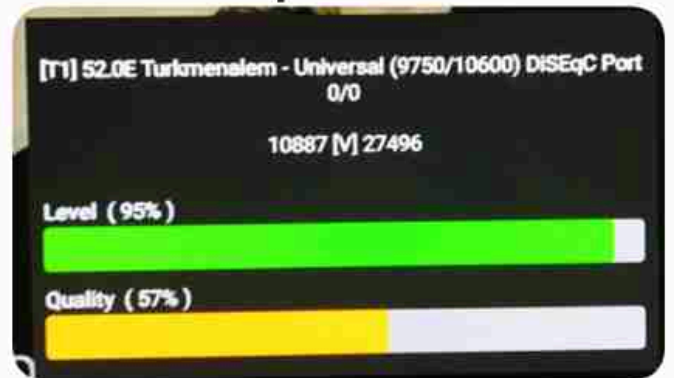 [T1] 52.0E Turkmenalem - Universal (9750/10600) DiSEqC Port
0/0
10887 [V] 27496
Level ( 95% )
Quality ( 57% )